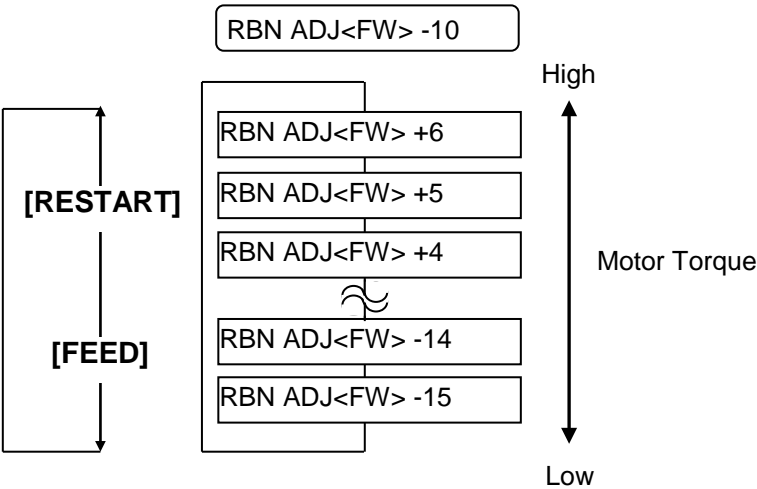 RBN ADJ<FW> -10
High
RBN ADJ<FW> +6
RBN ADJ<FW> +5
[RESTART]
RBN ADJ<FW> +4
Motor Torque
RBN ADJ<FW> -14
[FEED]
RBN ADJ<FW> -15
Low